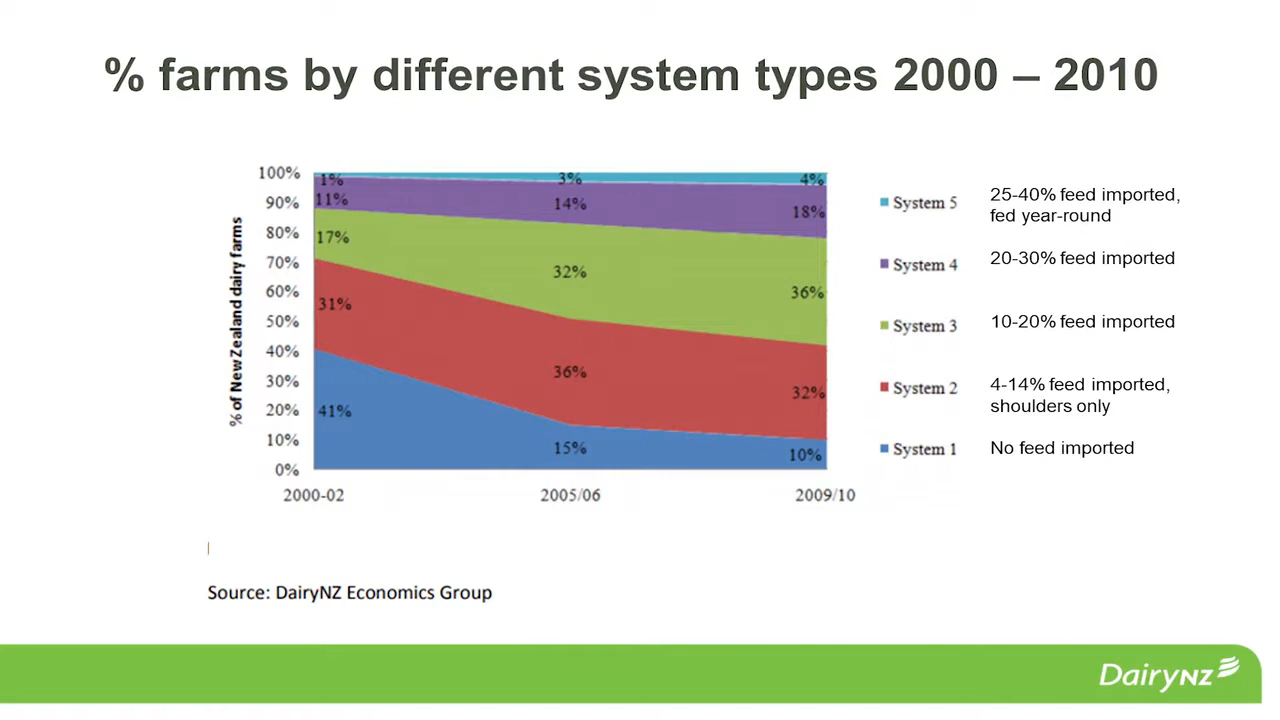 % farms by different system types 2000 – 2010
% of New Zealand dairy farms
100%
90%
80%
70%
60%
50%
40%
30%
20%
10%
0%
1%
3%
4%
11%
14%
18%
17%
32%
36%
31%
36%
32%
41%
15%
10%
2000-02
2005/06
2009/10
System 5
25-40% feed imported,
fed year-round
System 4
20-30% feed imported
System 3
10-20% feed imported
System 2
4-14% feed imported,
shoulders only
System 1
No feed imported
Source: DairyNZ Economics Group
DairyNZ